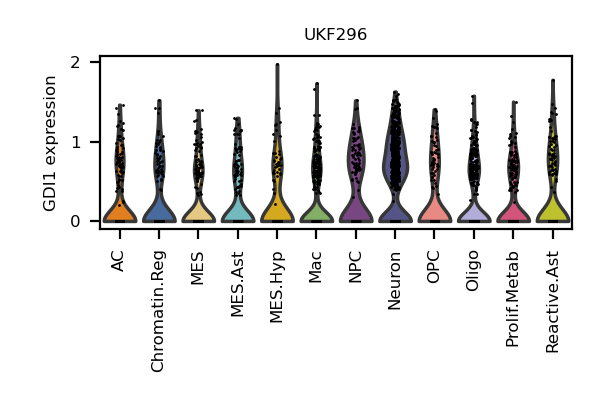 UKF296
GDI1 expression
2
1
0
AC
Chromatin.Reg
MES
MES.Ast
MES.Hyp
Mac
NPC
Neuron
OPC
Oligo
Prolif.Metab
Reactive.Ast